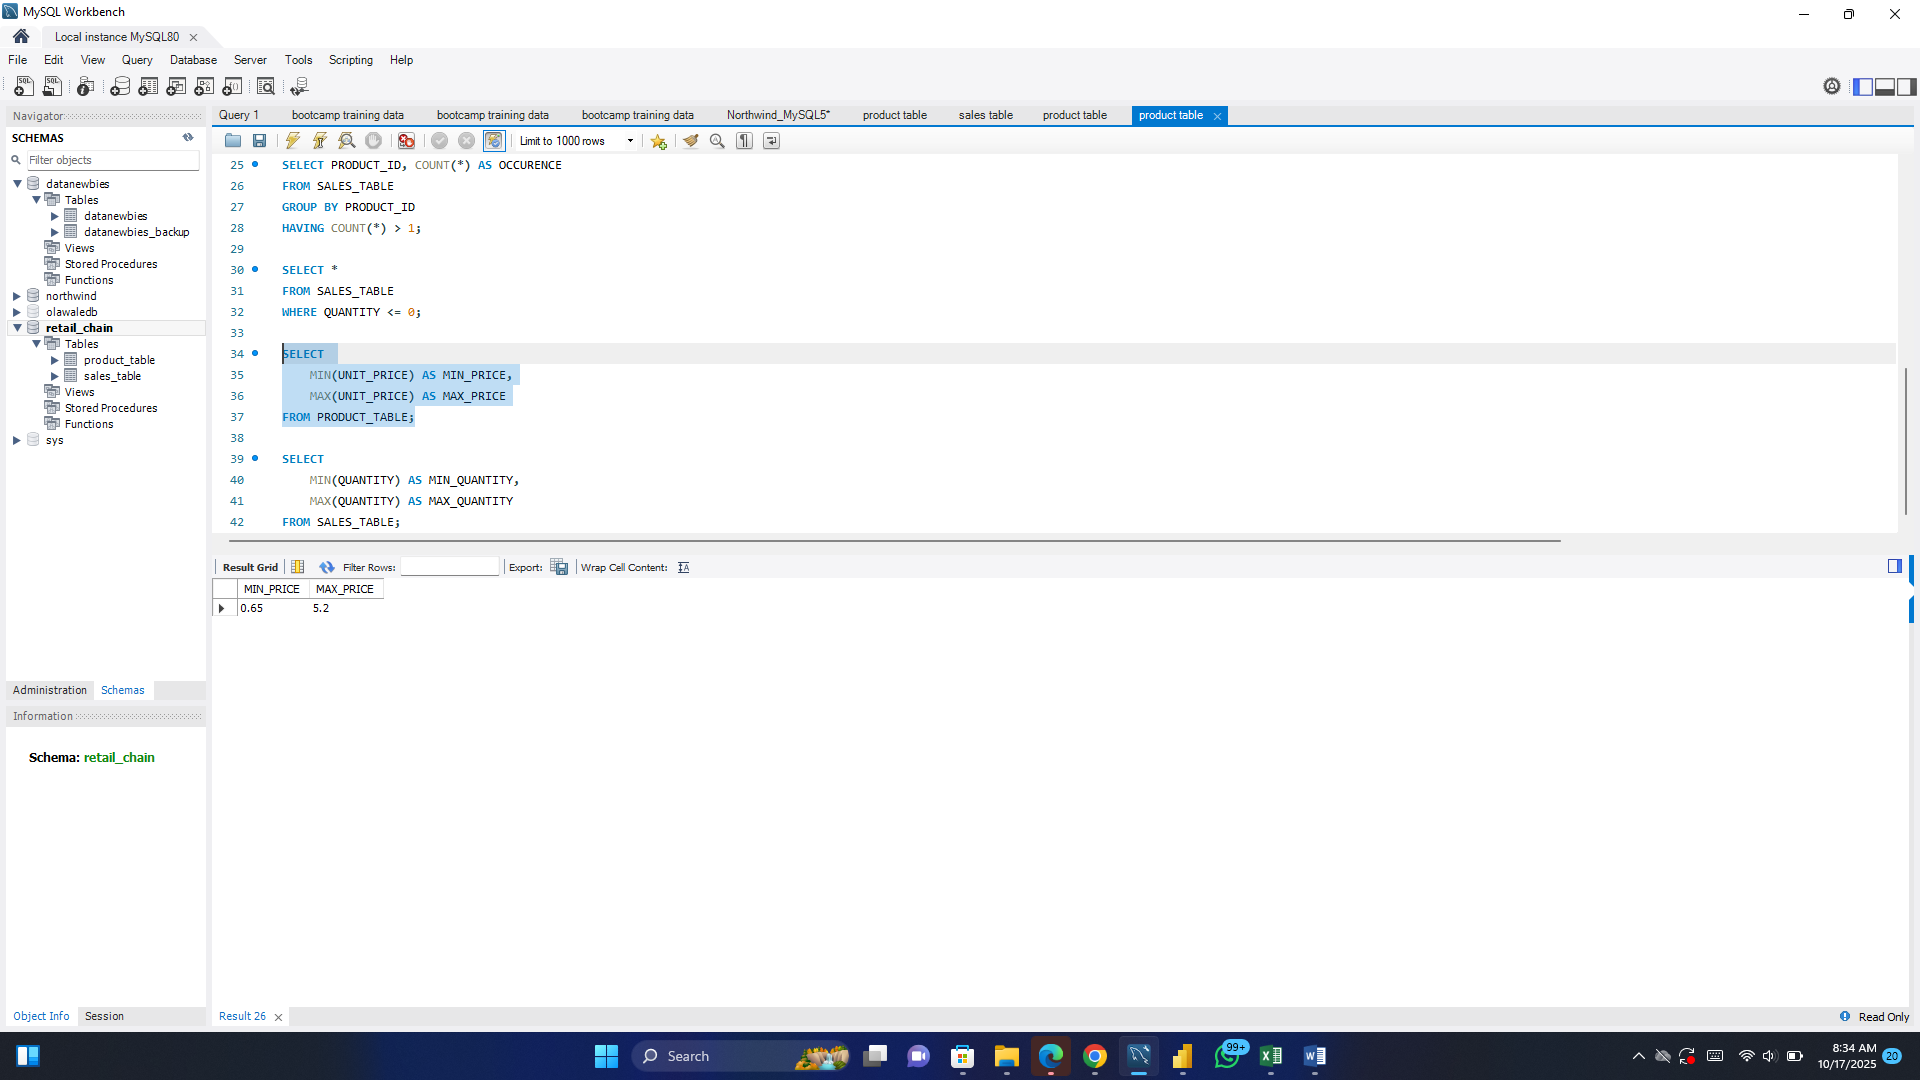 MySQL Workbench
Local instance MySQL80
File Edit View Query Database Server Tools Scripting Help
Navigator
SCHEMAS
Filter objects
datanewbies
Tables
datanewbies
datanewbies_backup
Views
Stored Procedures
Functions
northwind
olawaledb
retail_chain
Tables
product_table
sales_table
Views
Stored Procedures
Functions
sys
Administration Schemas
Information
Schema: retail_chain
Object Info Session
Query 1 bootcamp training data bootcamp training data bootcamp training data Northwind_MySQL5* product table sales table product table product table
Limit to 1000 rows
25 SELECT PRODUCT_ID, COUNT(*) AS OCCURENCE
26 FROM SALES_TABLE
27 GROUP BY PRODUCT_ID
28 HAVING COUNT(*) > 1;
29
30 SELECT *
31 FROM SALES_TABLE
32 WHERE QUANTITY <= 0;
33
34 SELECT
35 MIN(UNIT_PRICE) AS MIN_PRICE,
36 MAX(UNIT_PRICE) AS MAX_PRICE
37 FROM PRODUCT_TABLE;
38
39 SELECT
40 MIN(QUANTITY) AS MIN_QUANTITY,
41 MAX(QUANTITY) AS MAX_QUANTITY
42 FROM SALES_TABLE;
Result Grid Filter Rows: Export: Wrap Cell Content:
MIN_PRICE MAX_PRICE
0.65 5.2
Result 26
Read Only
Search
99+
8:34 AM
10/17/2025
20